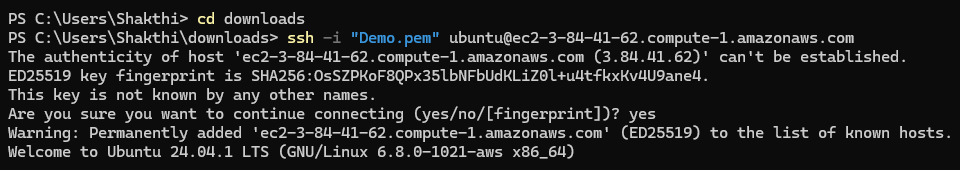 PS C:\Users\Shakthi> cd downloads
PS C:\Users\Shakthi\downloads> ssh -i "Demo.pem" ubuntu@ec2-3-84-41-62.compute-1.amazonaws.com
The authenticity of host 'ec2-3-84-41-62.compute-1.amazonaws.com (3.84.41.62)' can't be established.
ED25519 key fingerprint is SHA256:OsSZPKoF8QPx35lbNFbUdKLiZ0l+u4tfkxKv4U9ane4.
This key is not known by any other names.
Are you sure you want to continue connecting (yes/no/[fingerprint])? yes
Warning: Permanently added 'ec2-3-84-41-62.compute-1.amazonaws.com' (ED25519) to the list of known hosts.
Welcome to Ubuntu 24.04.1 LTS (GNU/Linux 6.8.0-1021-aws x86_64)